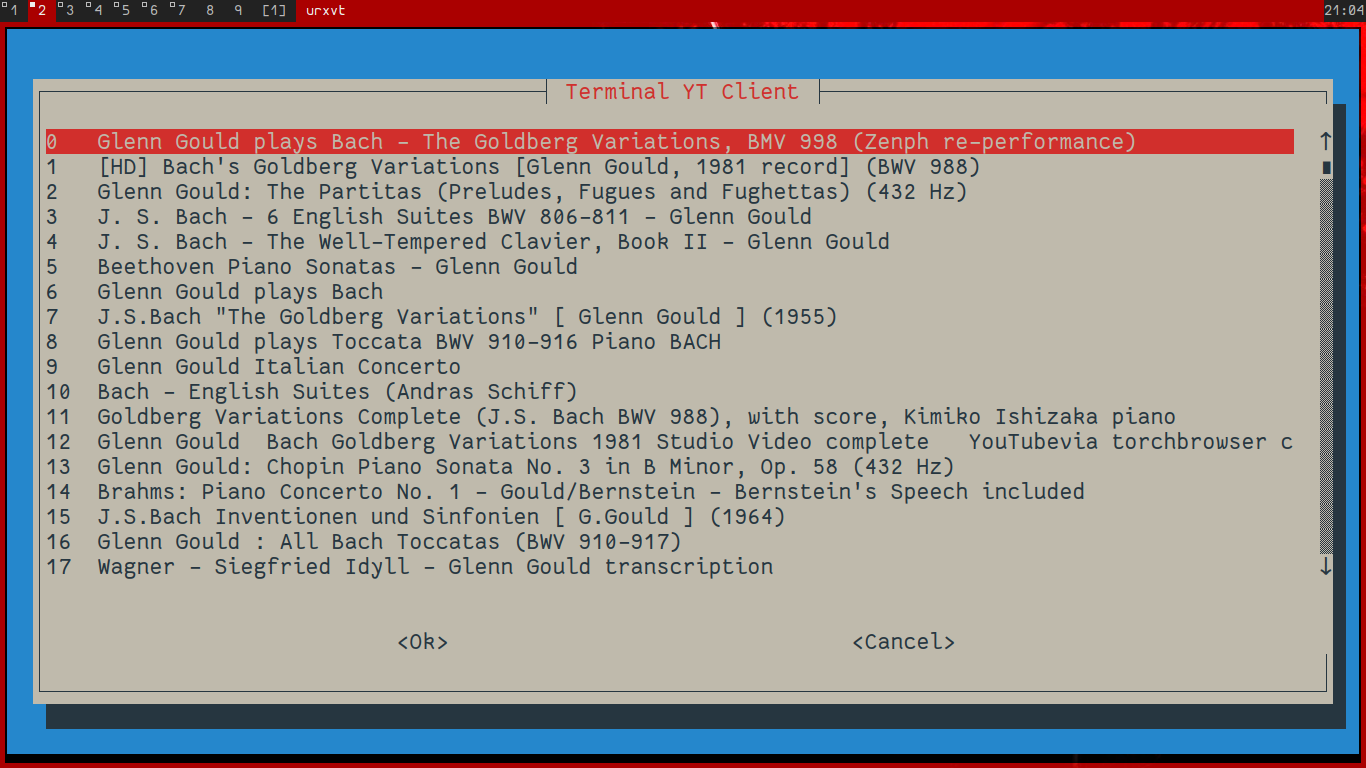 1 2 3 4 5 6 7 8 9 [1] urxvt 21:04
Terminal YT Client
0 Glenn Gould plays Bach – The Goldberg Variations, BMV 998 (Zenph re-performance) ↑
1 [HD] Bach's Goldberg Variations [Glenn Gould, 1981 record] (BWV 988)
2 Glenn Gould: The Partitas (Preludes, Fugues and Fughettas) (432 Hz)
3 J. S. Bach – 6 English Suites BWV 806-811 – Glenn Gould
4 J. S. Bach – The Well-Tempered Clavier, Book II – Glenn Gould
5 Beethoven Piano Sonatas – Glenn Gould
6 Glenn Gould plays Bach
7 J.S.Bach "The Goldberg Variations" [ Glenn Gould ] (1955)
8 Glenn Gould plays Toccata BWV 910-916 Piano BACH
9 Glenn Gould Italian Concerto
10 Bach – English Suites (Andras Schiff)
11 Goldberg Variations Complete (J.S. Bach BWV 988), with score, Kimiko Ishizaka piano
12 Glenn Gould  Bach Goldberg Variations 1981 Studio Video complete   YouTubevia torchbrowser c
13 Glenn Gould: Chopin Piano Sonata No. 3 in B Minor, Op. 58 (432 Hz)
14 Brahms: Piano Concerto No. 1 – Gould/Bernstein – Bernstein's Speech included
15 J.S.Bach Inventionen und Sinfonien [ G.Gould ] (1964)
16 Glenn Gould : All Bach Toccatas (BWV 910-917)
17 Wagner – Siegfried Idyll – Glenn Gould transcription ↓
<Ok> <Cancel>